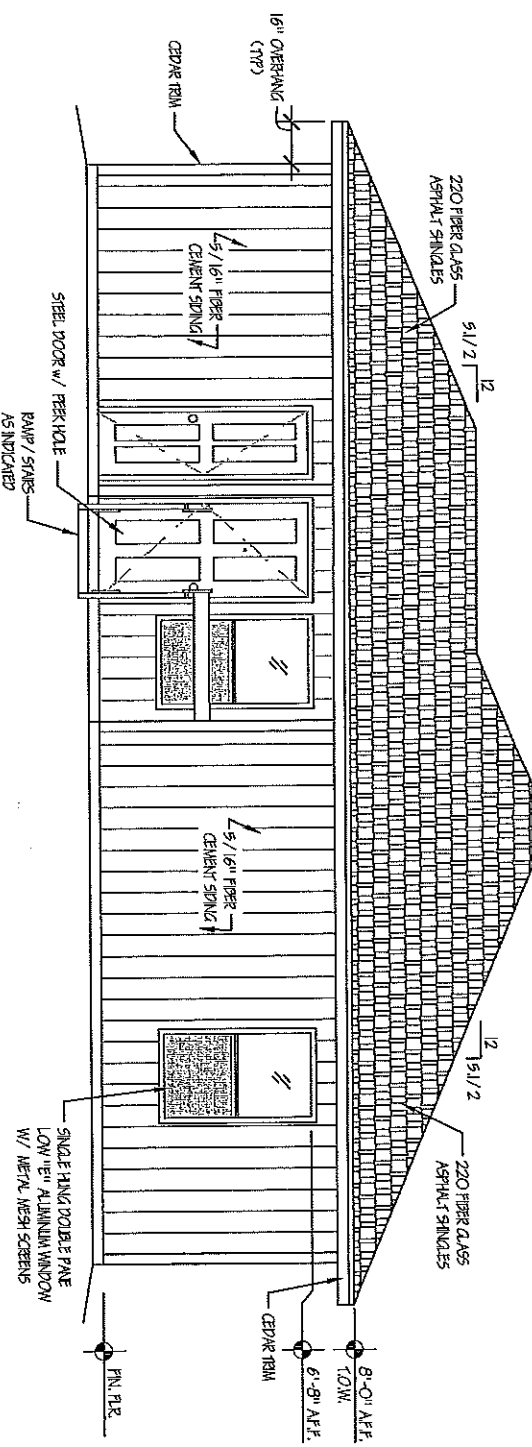 16" OVERHANG
(TYP)
CEDAR TRIM
220 FIBER GLASS
ASPHALT SHINGLES
12
5 1/2
5/16" FIBER
CEMENT SIDING
STEEL DOOR w/ PEEK HOLE
RAMP / STAIRS
AS INDICATED
5/16" FIBER
CEMENT SIDING
12
5 1/2
220 FIBER GLASS
ASPHALT SHINGLES
SINGLE HUNG DOUBLE PANE
LOW "E" ALUMINUM WINDOW
W/ METAL MESH SCREENS
CEDAR TRIM
8'-0" A.F.F.
T.O.W.
6'-8" A.F.F.
FIN. FLR.